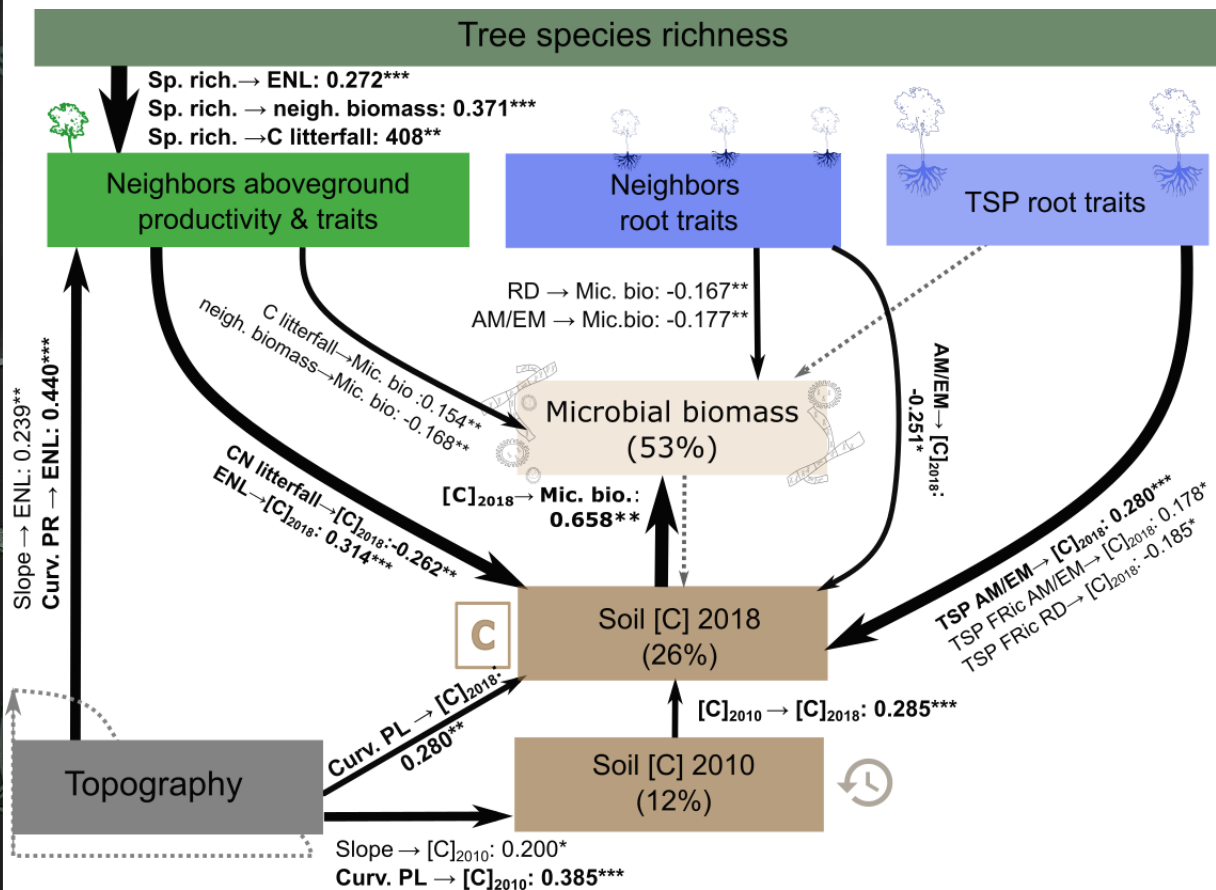 Tree species richness
Sp. rich.→ ENL: 0.272***
Sp. rich. → neigh. biomass: 0.371***
Sp. rich. →C litterfall: 408**
Neighbors aboveground
productivity & traits
Neighbors
root traits
TSP root traits
RD → Mic. bio: -0.167**
AM/EM → Mic.bio: -0.177**
C litterfall→Mic. bio :0.154**
neigh. biomass→Mic. bio: -0.168**
AM/EM→ [C]2018:
-0.251*
Slope→ ENL: 0.239**
Curv. PR → ENL: 0.440***
Microbial biomass
(53%)
CN litterfall→[C]2018:-0.262**
ENL→[C]2018: 0.314***
[C]2018→ Mic. bio.:
0.658**
TSP AM/EM→ [C]2018: 0.280***
TSP FRic AM/EM→ [C]2018: 0.178*
TSP FRic RD→ [C]2018: -0.185*
C
Soil [C] 2018
(26%)
Curv. PL → [C]2018:
0.280**
[C]2010 → [C]2018: 0.285***
Topography
Soil [C] 2010
(12%)
Slope → [C]2010: 0.200*
Curv. PL → [C]2010: 0.385***